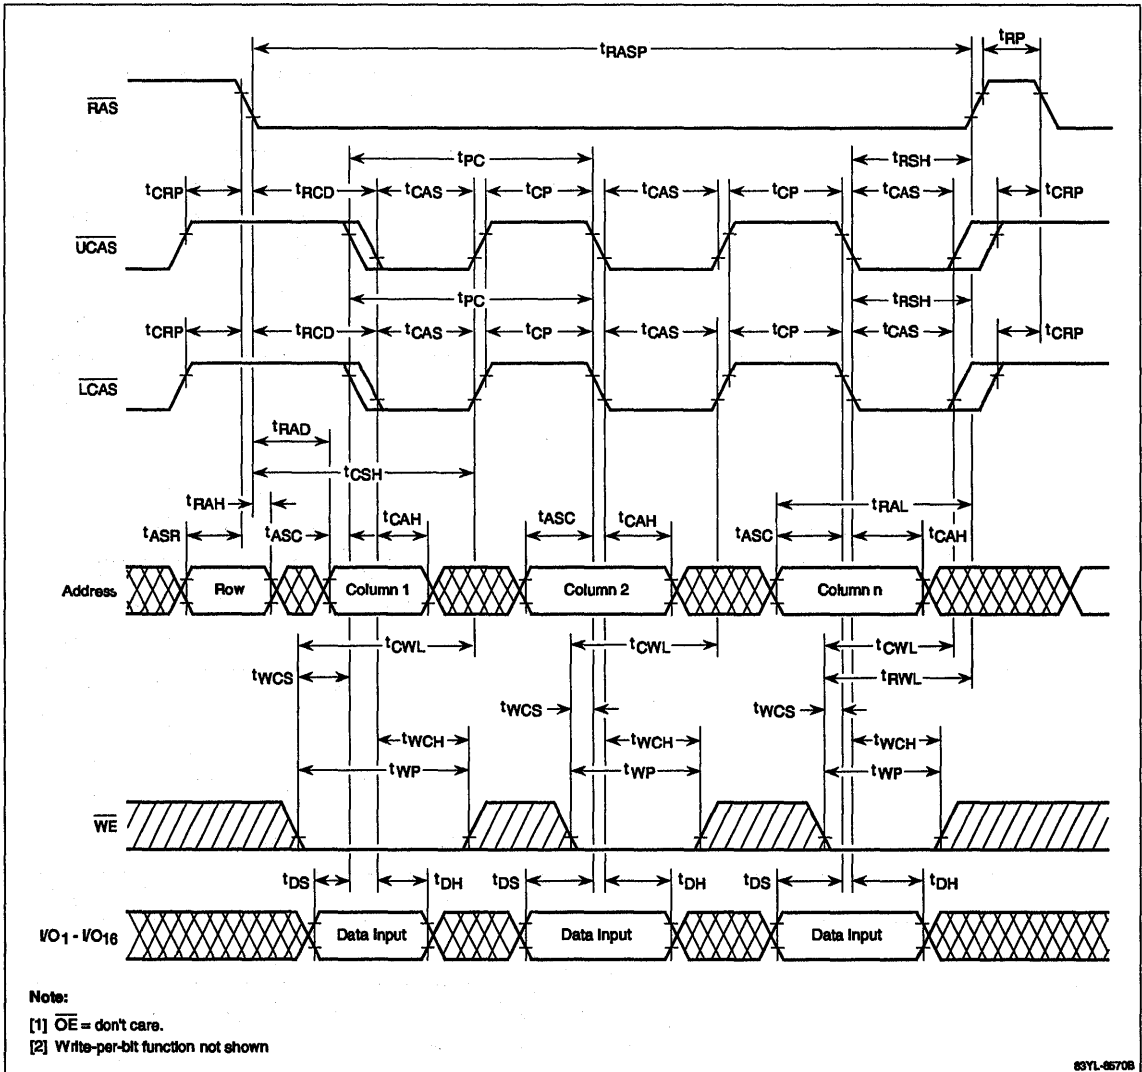 tRASP
tRP
RAS
tPC
tRSH
tCRP tRCD tCAS tCP tCAS tCP tCAS tCRP
UCAS
tPC
tRSH
tCRP tRCD tCAS tCP tCAS tCP tCAS tCRP
LCAS
tRAD
tCSH
tRAH
tRAL
tASR tASC tCAH tASC tCAH tASC tCAH
Address Row Column 1 Column 2 Column n
tCWL tCWL tCWL
tWCS tRWL
tWCS tWCS
tWCH tWCH tWCH
tWP tWP tWP
WE
tDS tDH tDS tDH tDS tDH
I/O1 - I/O16 Data Input Data Input Data Input
Note:
[1] OE = don't care.
[2] Write-per-bit function not shown
83YL-8570B